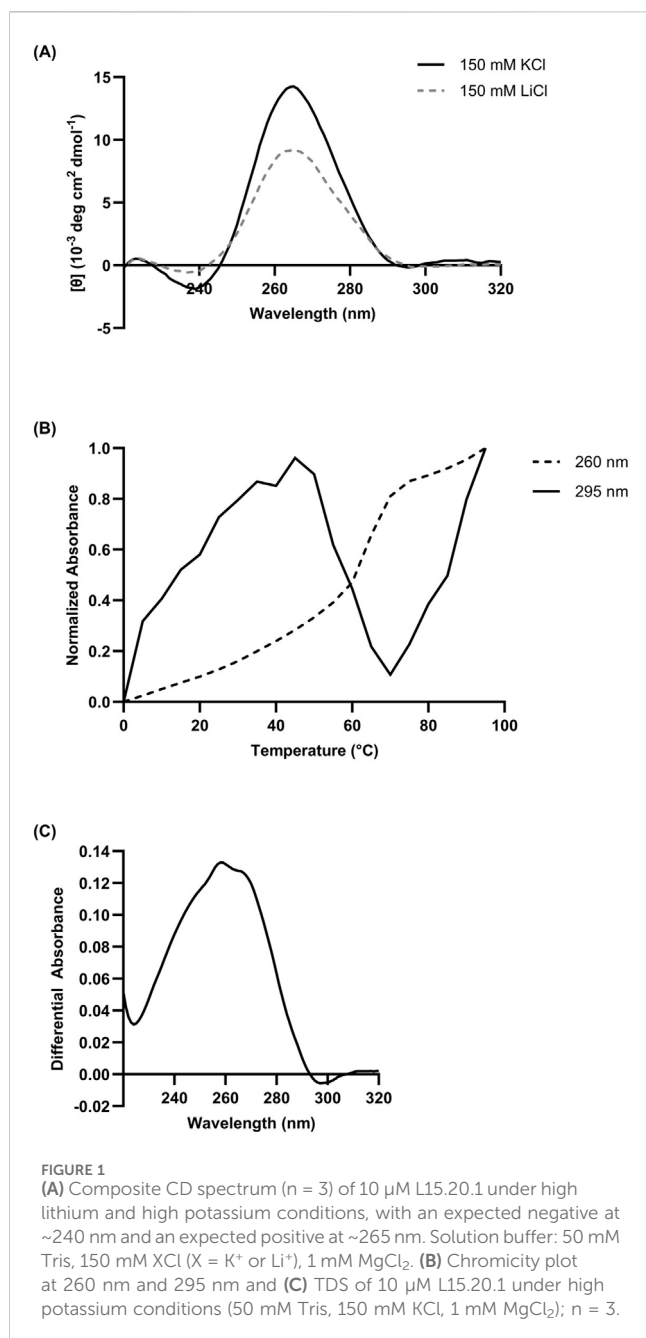 (A)
15
10
5
0
-5
[θ] (10⁻³ deg cm² dmol⁻¹)
150 mM KCl
150 mM LiCl
240
260
280
300
320
Wavelength (nm)
(B)
1.0
0.8
0.6
0.4
0.2
0.0
Normalized Absorbance
260 nm
295 nm
0
20
40
60
80
100
Temperature (°C)
(C)
0.14
0.12
0.10
0.08
0.06
0.04
0.02
0.00
-0.02
Differential Absorbance
240
260
280
300
320
Wavelength (nm)
FIGURE 1
(A) Composite CD spectrum (n = 3) of 10 µM L15.20.1 under high
lithium and high potassium conditions, with an expected negative at
~240 nm and an expected positive at ~265 nm. Solution buffer: 50 mM
Tris, 150 mM XCl (X = K⁺ or Li⁺), 1 mM MgCl₂. (B) Chromicity plot
at 260 nm and 295 nm and (C) TDS of 10 µM L15.20.1 under high
potassium conditions (50 mM Tris, 150 mM KCl, 1 mM MgCl₂); n = 3.